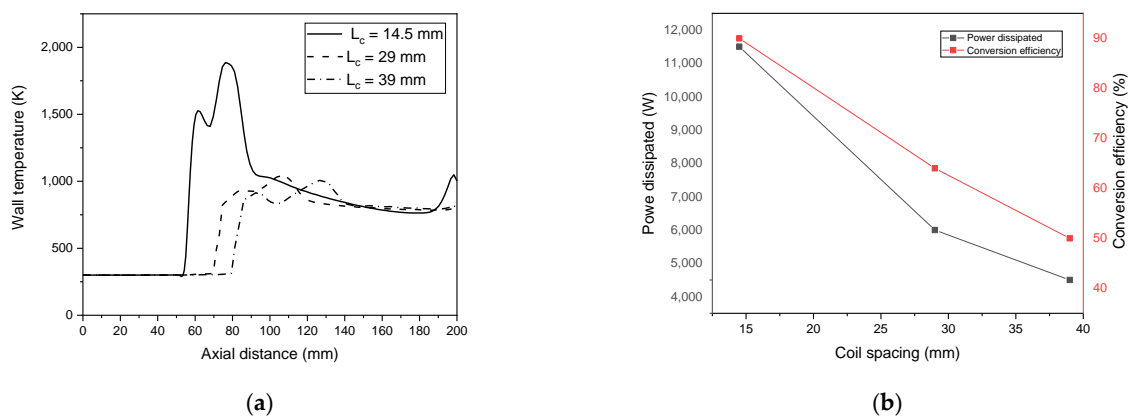 L_c = 14.5 mm
L_c = 29 mm
L_c = 39 mm
2,000
1,500
1,000
500
0
Wall temperature (K)
0 20 40 60 80 100 120 140 160 180 200
Axial distance (mm)
(a)
Power dissipated
Conversion efficiency
12,000
11,000
10,000
9,000
8,000
7,000
6,000
5,000
4,000
Powe dissipated (W)
90
80
70
60
50
40
Conversion efficiency (%)
15 20 25 30 35 40
Coil spacing (mm)
(b)